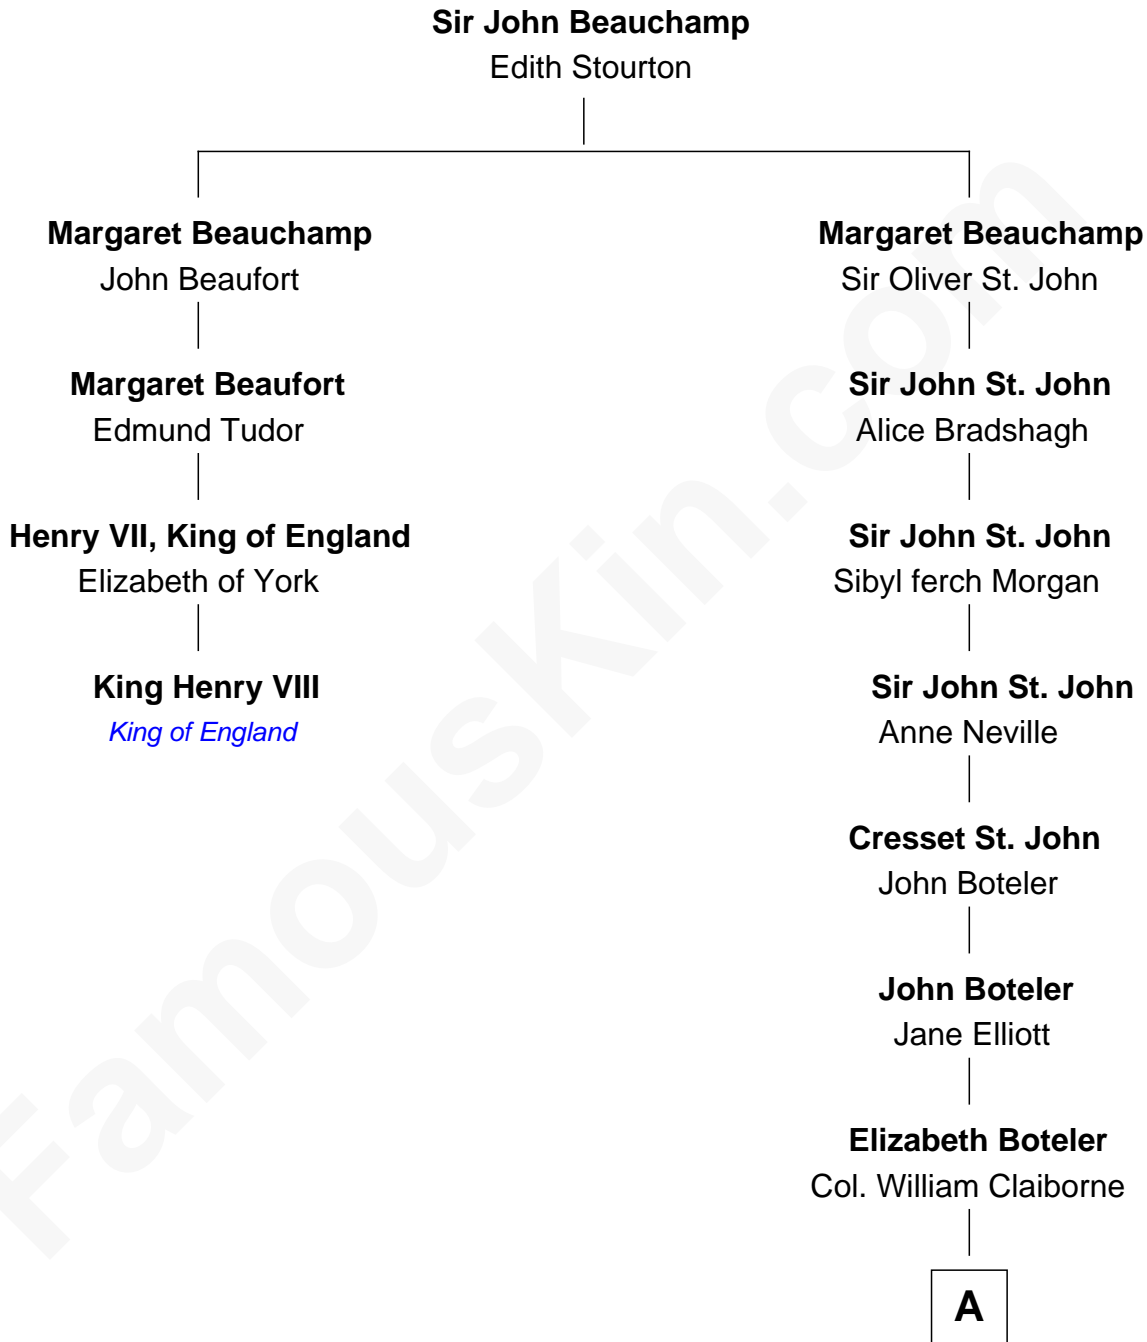 Sir John Beauchamp
Edith Stourton
Margaret Beauchamp
John Beaufort
Margaret Beaufort
Edmund Tudor
Henry VII, King of England
Elizabeth of York
King Henry VIII
King of England
Margaret Beauchamp
Sir Oliver St. John
Sir John St. John
Alice Bradshagh
Sir John St. John
Sibyl ferch Morgan
Sir John St. John
Anne Neville
Cresset St. John
John Boteler
John Boteler
Jane Elliott
Elizabeth Boteler
Col. William Claiborne
A
FamousKin.com